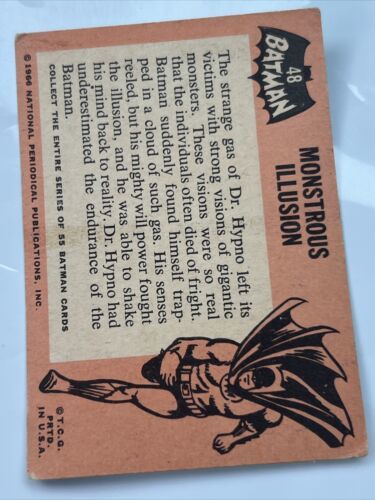 48
BATMAN
MONSTROUS
ILLUSION
The strange gas of Dr. Hypno left its
victims with strong visions of gigantic
monsters. These visions were so real
that the individuals often died of fright.
Batman suddenly found himself trap-
ped in a cloud of such gas. His senses
reeled, but his mighty will power fought
the illusion, and he was able to shake
his mind back to reality. Dr. Hypno had
underestimated the endurance of the
Batman.
COLLECT THE ENTIRE SERIES OF 55 BATMAN CARDS
© 1966 NATIONAL PERIODICAL PUBLICATIONS, INC.
© T.C.G.
PRTD.
IN U.S.A.